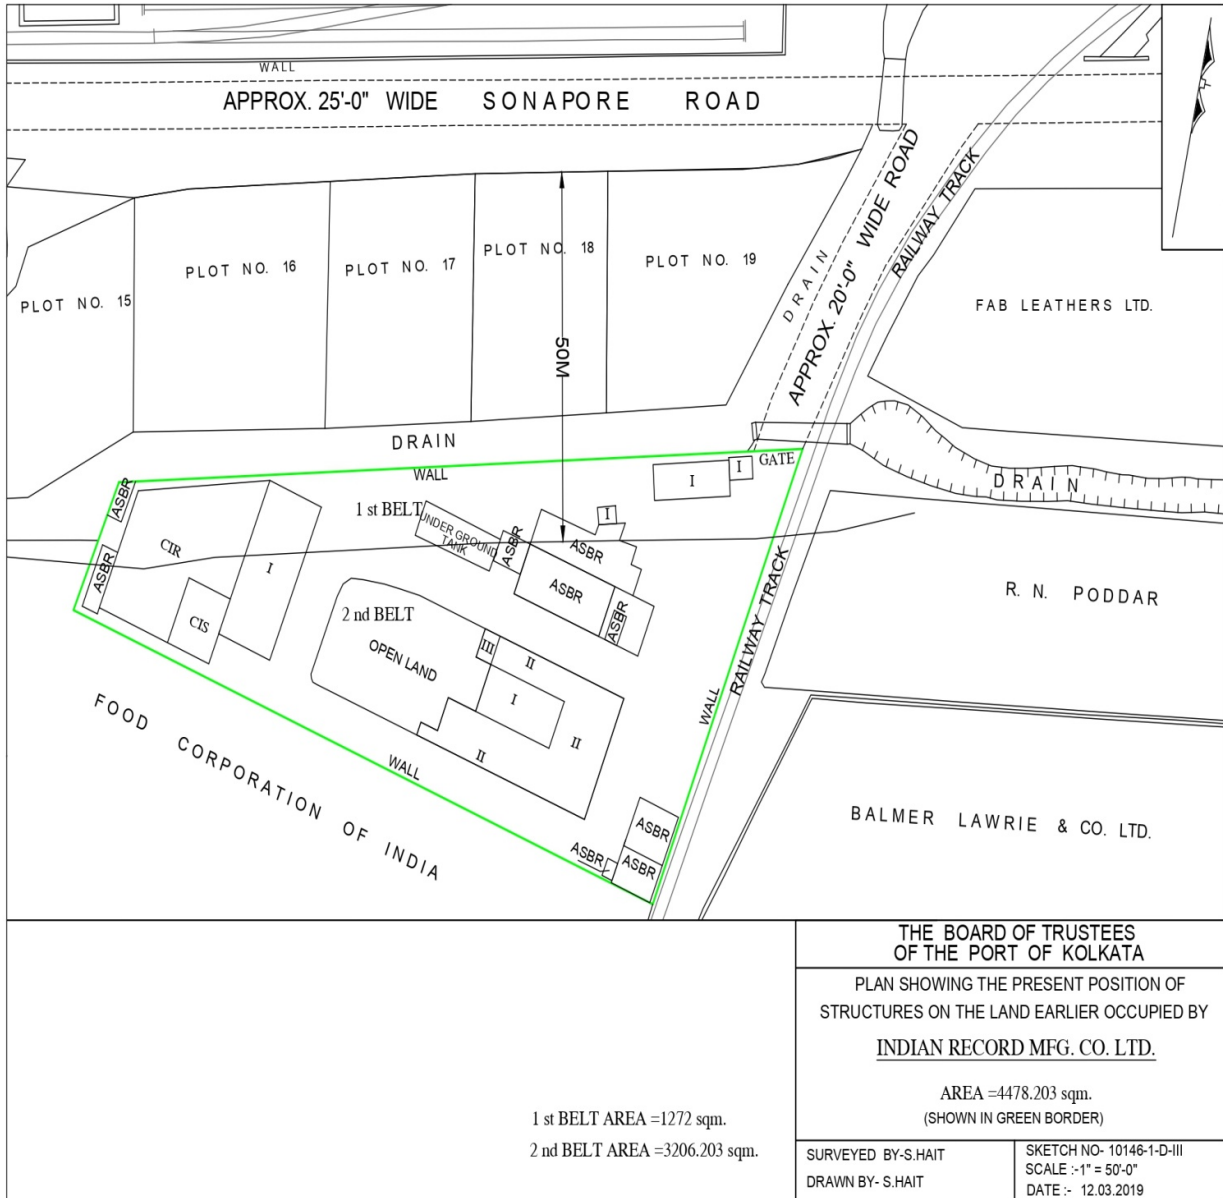 WALL
APPROX. 25'-0" WIDE SONAPORE ROAD
APPROX. 20'-0" WIDE ROAD
RAILWAY TRACK
DRAIN
PLOT NO. 15
PLOT NO. 16
PLOT NO. 17
PLOT NO. 18
PLOT NO. 19
50M
FAB LEATHERS LTD.
DRAIN
WALL
GATE
I
I
DRAIN
ASBR
1 st BELT
UNDER GROUND
TANK
ASBR
I
ASBR
CIR
I
ASBR
ASBR
ASBR
CIS
2 nd BELT
OPEN LAND
III
II
I
II
II
RAILWAY TRACK
WALL
R. N. PODDAR
FOOD CORPORATION OF INDIA
WALL
ASBR
ASBR
ASBR
BALMER LAWRIE & CO. LTD.
THE BOARD OF TRUSTEES
OF THE PORT OF KOLKATA
PLAN SHOWING THE PRESENT POSITION OF
STRUCTURES ON THE LAND EARLIER OCCUPIED BY
INDIAN RECORD MFG. CO. LTD.
AREA =4478.203 sqm.
(SHOWN IN GREEN BORDER)
1 st BELT AREA =1272 sqm.
2 nd BELT AREA =3206.203 sqm.
SURVEYED BY-S.HAIT
DRAWN BY- S.HAIT
SKETCH NO- 10146-1-D-III
SCALE :-1" = 50'-0"
DATE :- 12.03.2019